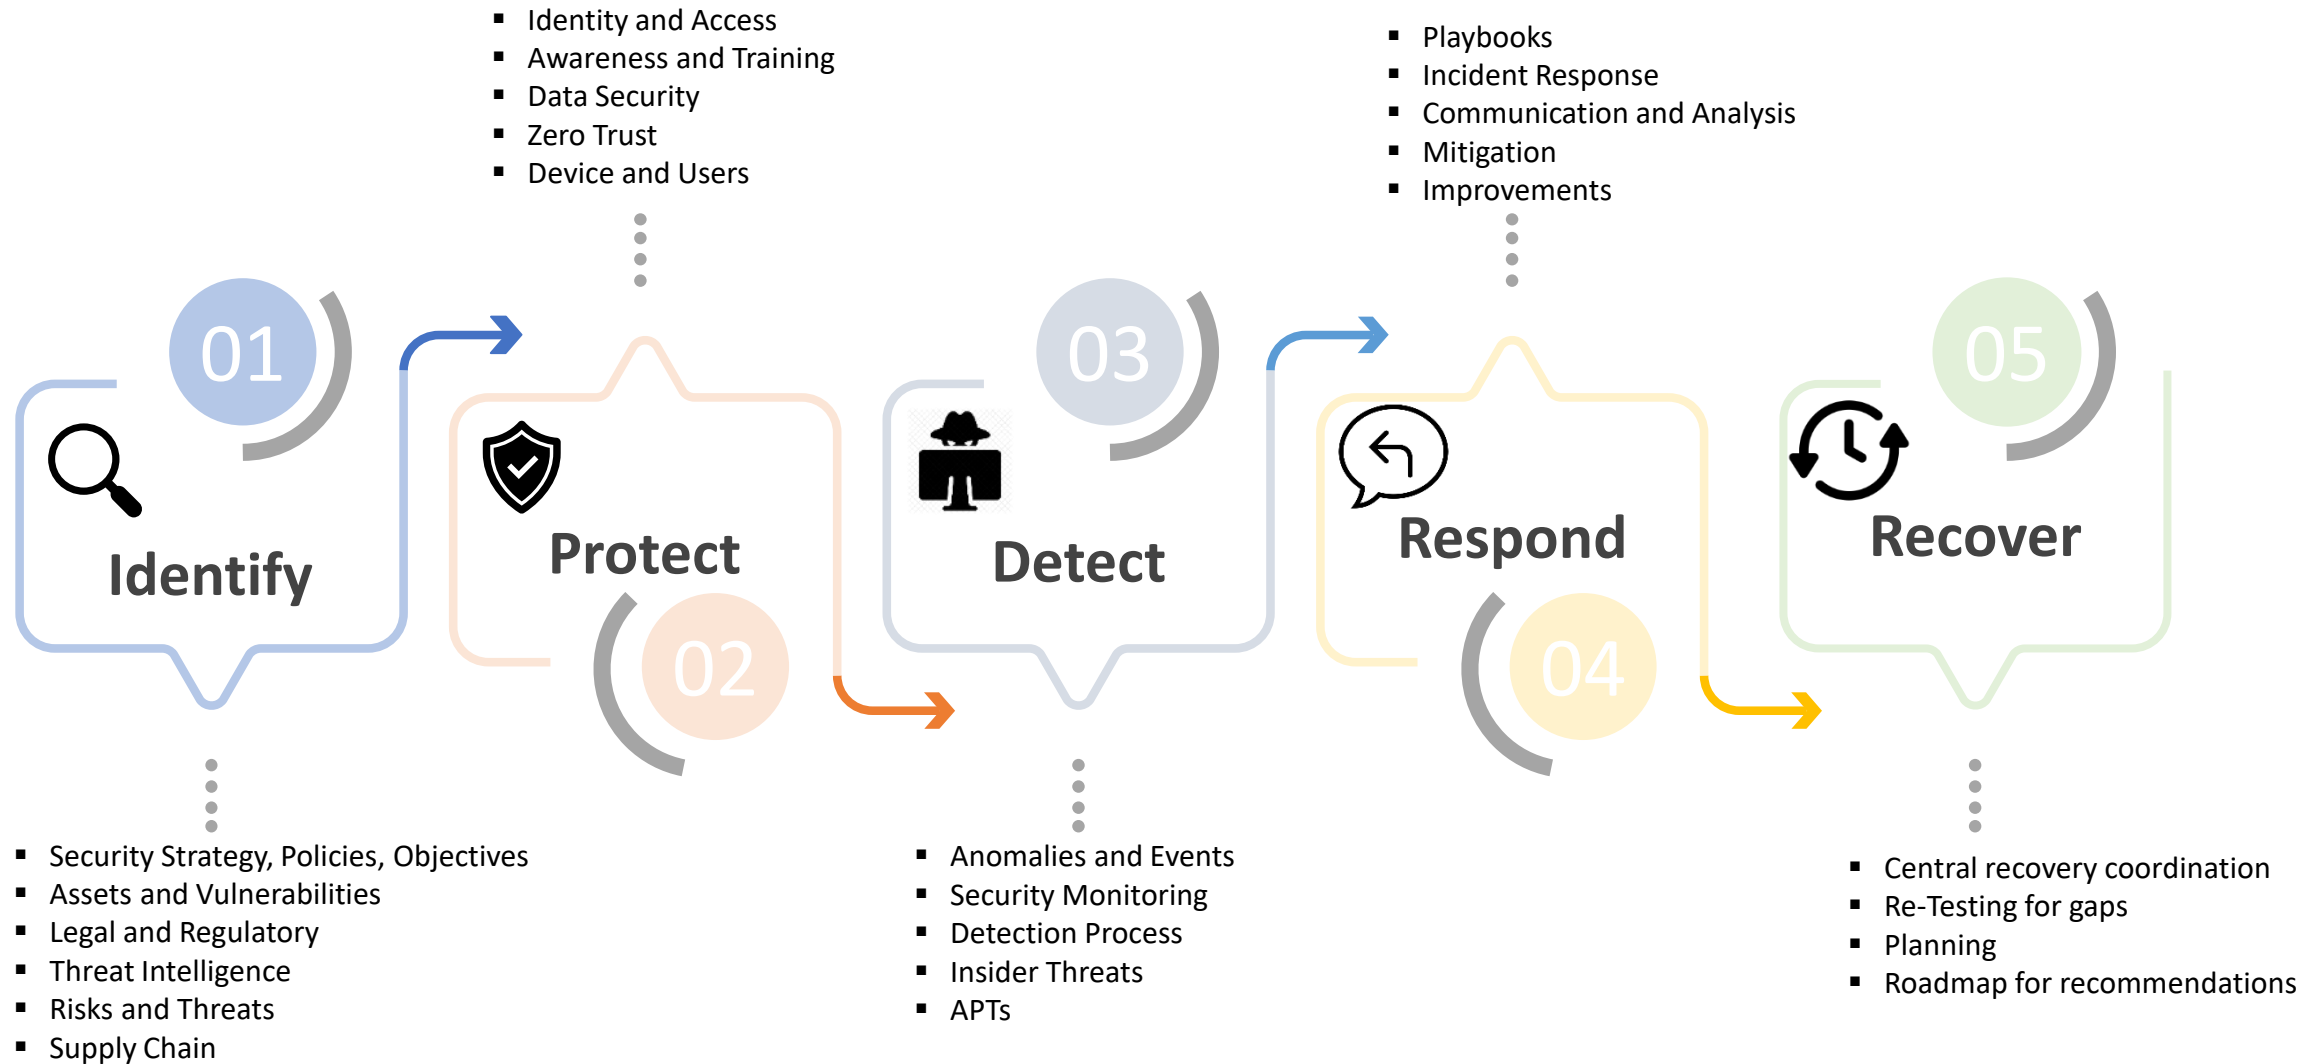 01
Identify
▪ Security Strategy, Policies, Objectives
▪ Assets and Vulnerabilities
▪ Legal and Regulatory
▪ Threat Intelligence
▪ Risks and Threats
▪ Supply Chain
▪ Identity and Access
▪ Awareness and Training
▪ Data Security
▪ Zero Trust
▪ Device and Users
Protect
02
03
Detect
▪ Anomalies and Events
▪ Security Monitoring
▪ Detection Process
▪ Insider Threats
▪ APTs
▪ Playbooks
▪ Incident Response
▪ Communication and Analysis
▪ Mitigation
▪ Improvements
Respond
04
05
Recover
▪ Central recovery coordination
▪ Re-Testing for gaps
▪ Planning
▪ Roadmap for recommendations